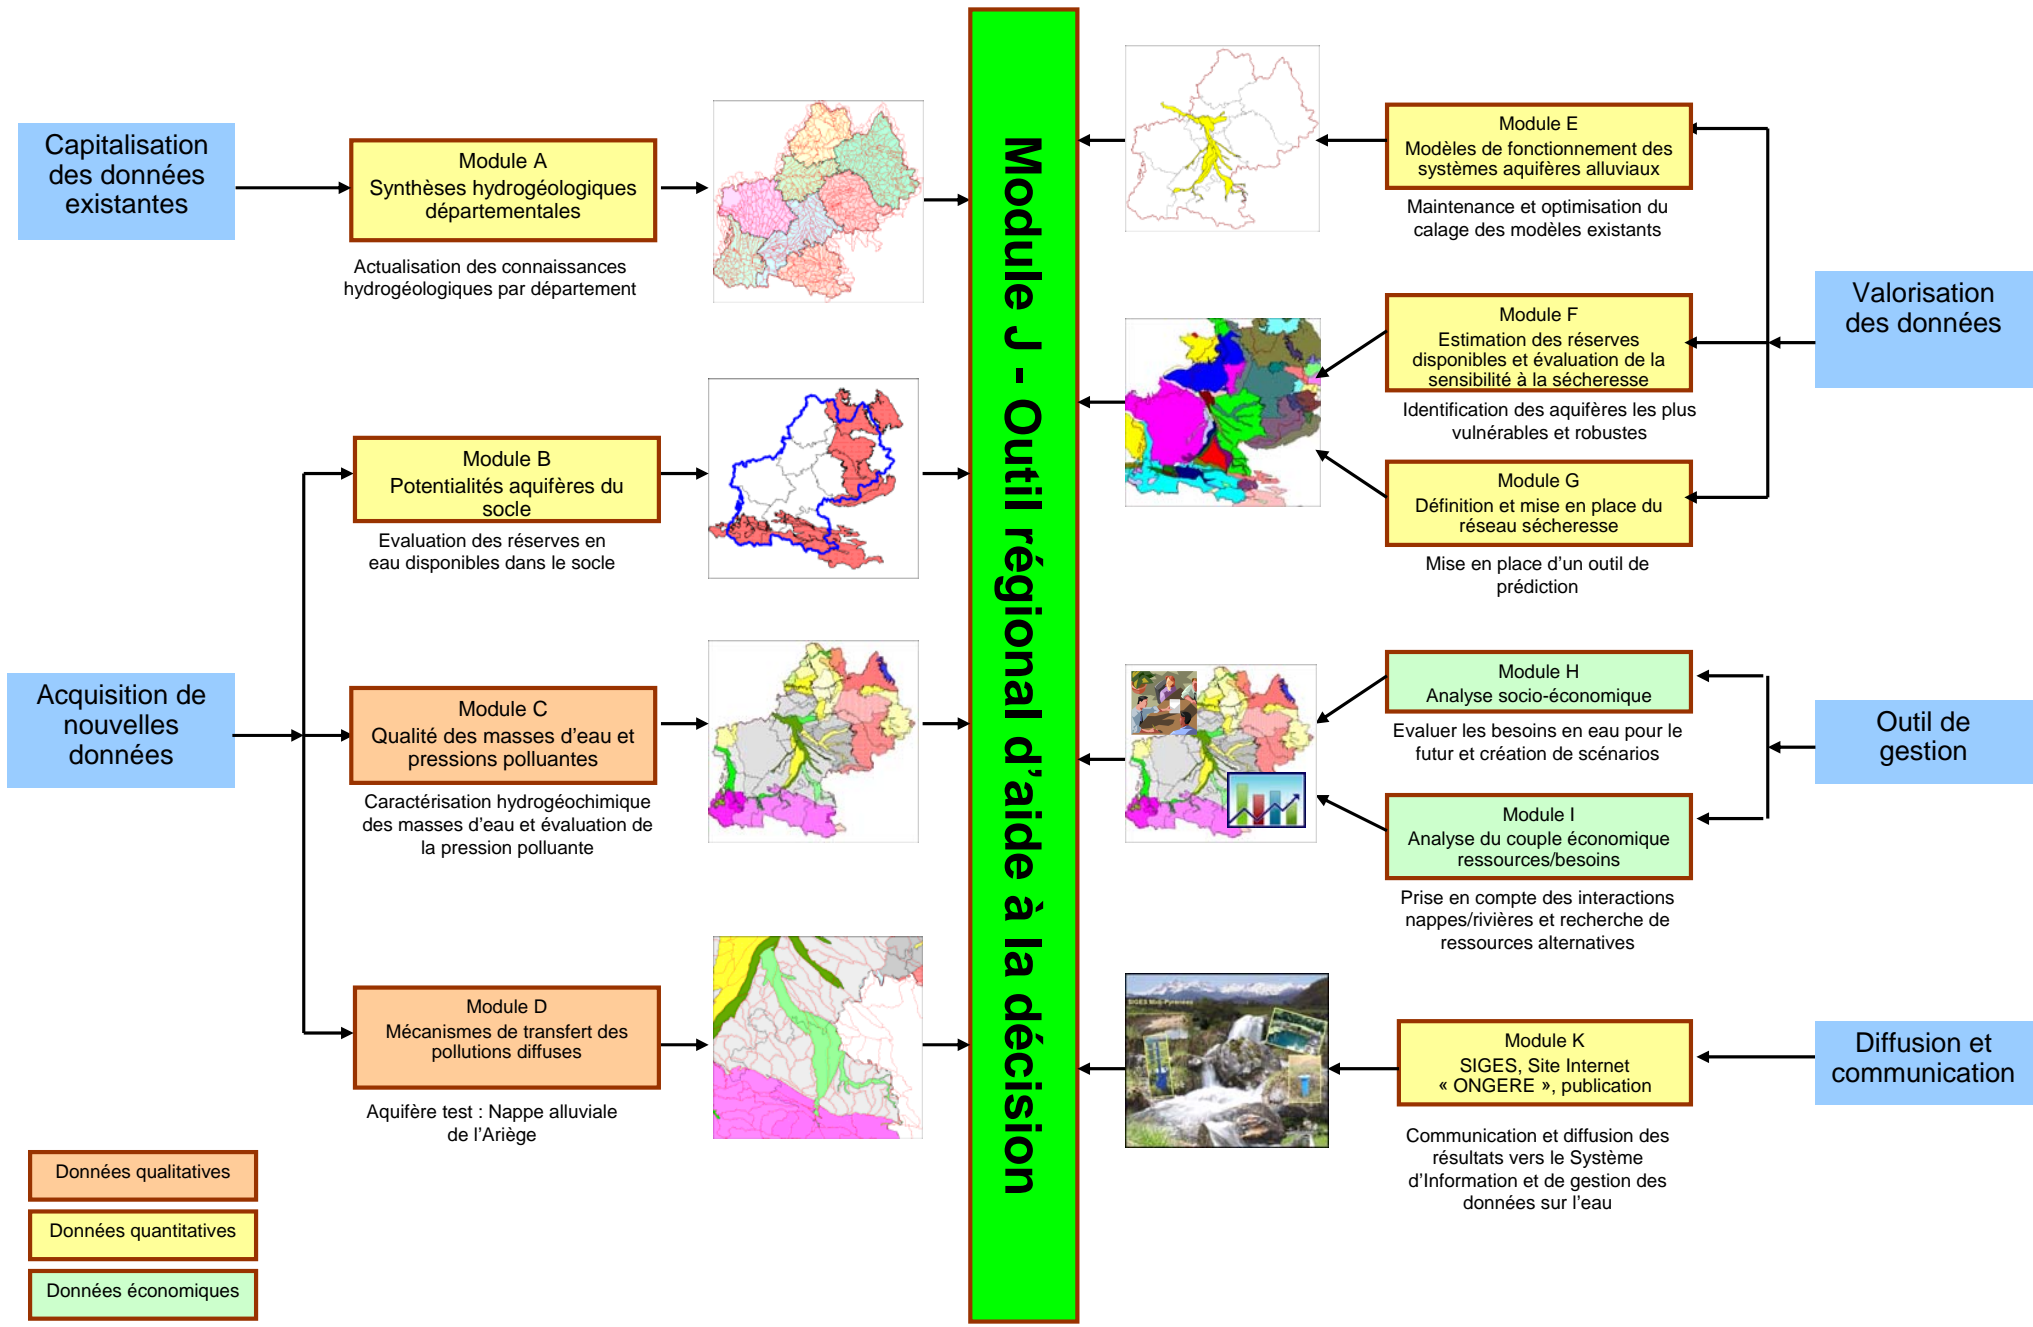 Capitalisation
des données
existantes
Module A
Synthèses hydrogéologiques
départementales
Actualisation des connaissances
hydrogéologiques par département
Acquisition de
nouvelles
données
Module B
Potentialités aquifères du
socle
Evaluation des réserves en
eau disponibles dans le socle
Module C
Qualité des masses d'eau et
pressions polluantes
Caractérisation hydrogéochimique
des masses d'eau et évaluation de
la pression polluante
Module D
Mécanismes de transfert des
pollutions diffuses
Aquifère test : Nappe alluviale
de l'Ariège
Données qualitatives
Données quantitatives
Données économiques
Module J - Outil régional d'aide à la décision
Module E
Modèles de fonctionnement des
systèmes aquifères alluviaux
Maintenance et optimisation du
calage des modèles existants
Module F
Estimation des réserves
disponibles et évaluation de la
sensibilité à la sécheresse
Identification des aquifères les plus
vulnérables et robustes
Module G
Définition et mise en place du
réseau sécheresse
Mise en place d'un outil de
prédiction
Valorisation
des données
Module H
Analyse socio-économique
Evaluer les besoins en eau pour le
futur et création de scénarios
Module I
Analyse du couple économique
ressources/besoins
Prise en compte des interactions
nappes/rivières et recherche de
ressources alternatives
Outil de
gestion
SIGES Midi-Pyrénées
Module K
SIGES, Site Internet
« ONGERE », publication
Communication et diffusion des
résultats vers le Système
d'Information et de gestion des
données sur l'eau
Diffusion et
communication